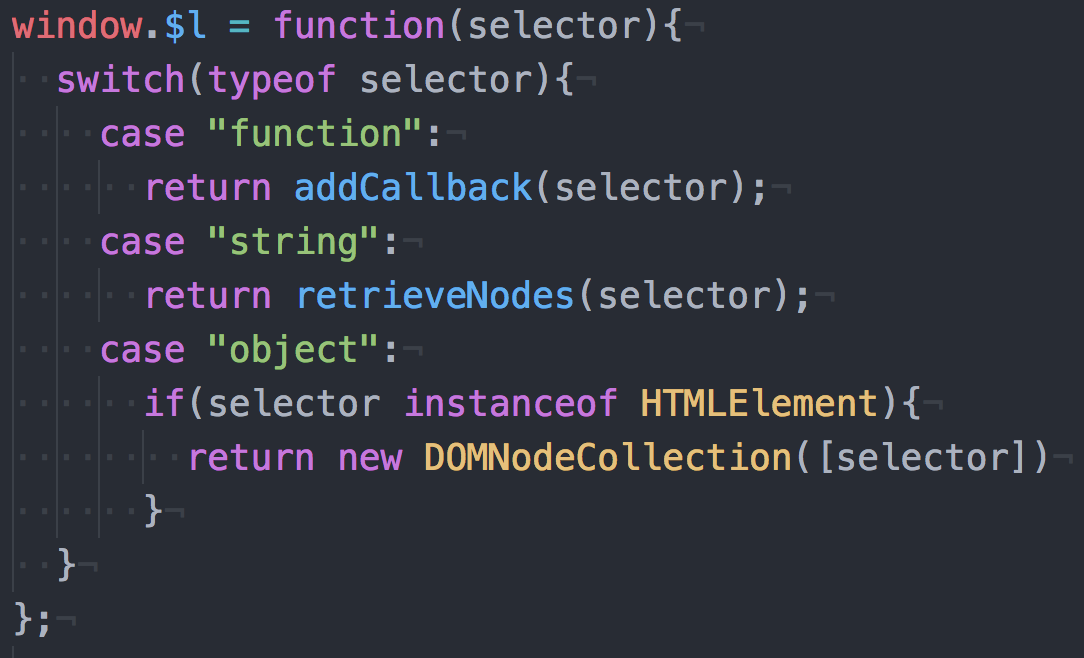 window.$l = function(selector){¬
··switch(typeof selector){¬
····case "function":¬
······return addCallback(selector);¬
····case "string":¬
······return retrieveNodes(selector);¬
····case "object":¬
······if(selector instanceof HTMLElement){¬
········return new DOMNodeCollection([selector])¬
······}¬
··}¬
};¬